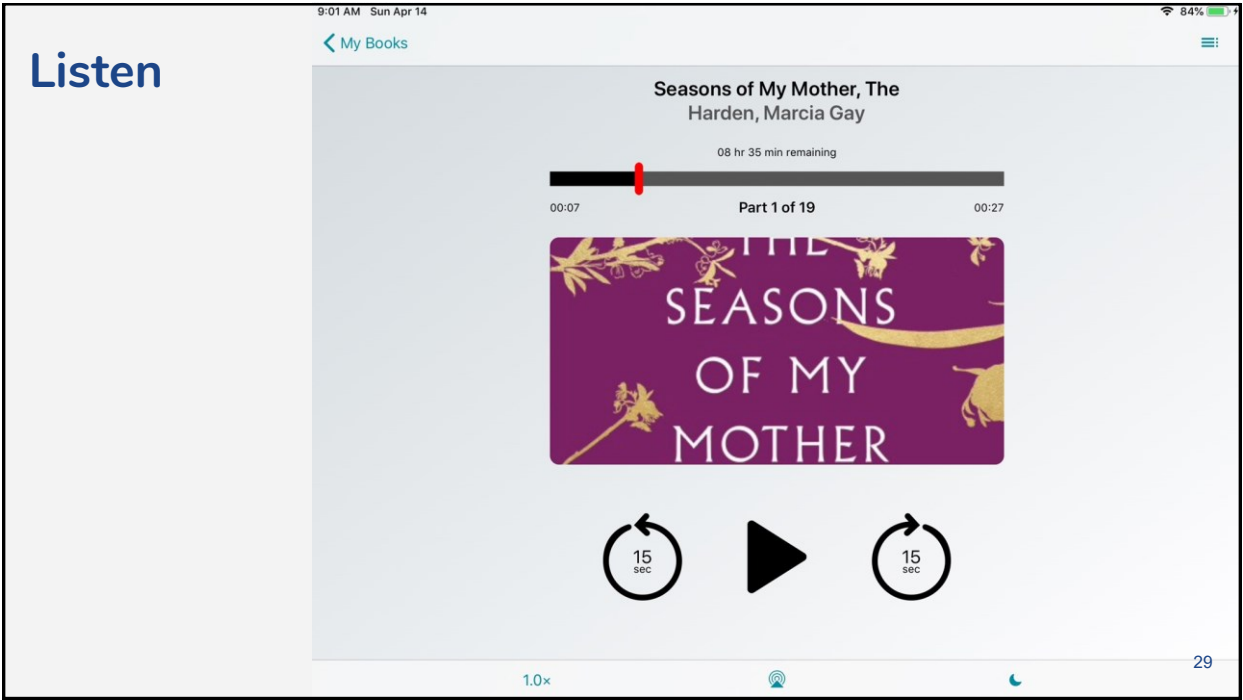 Listen
9:01 AM Sun Apr 14
84%
My Books
Seasons of My Mother, The
Harden, Marcia Gay
08 hr 35 min remaining
00:07 Part 1 of 19 00:27
THE
SEASONS
OF MY
MOTHER
15 15
sec sec
1.0×
29